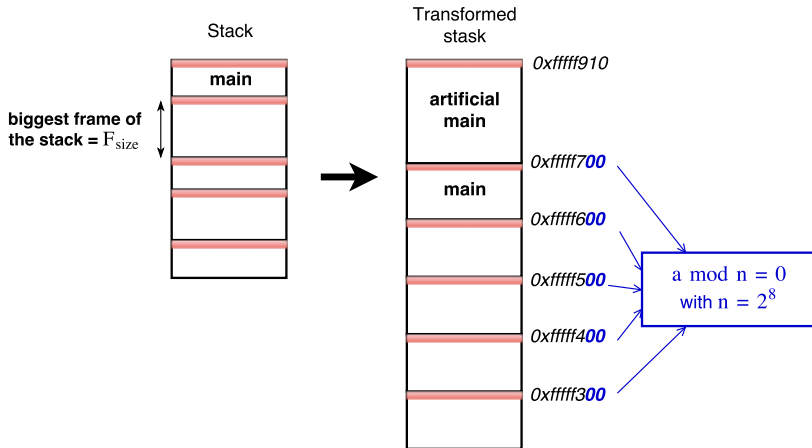 Stack
main
biggest frame of
the stack = F_size
Transformed
stask
artificial
main
main
0xfffff910
0xfffff700
0xfffff600
0xfffff500
0xfffff400
0xfffff300
a mod n = 0
with n = 2^8